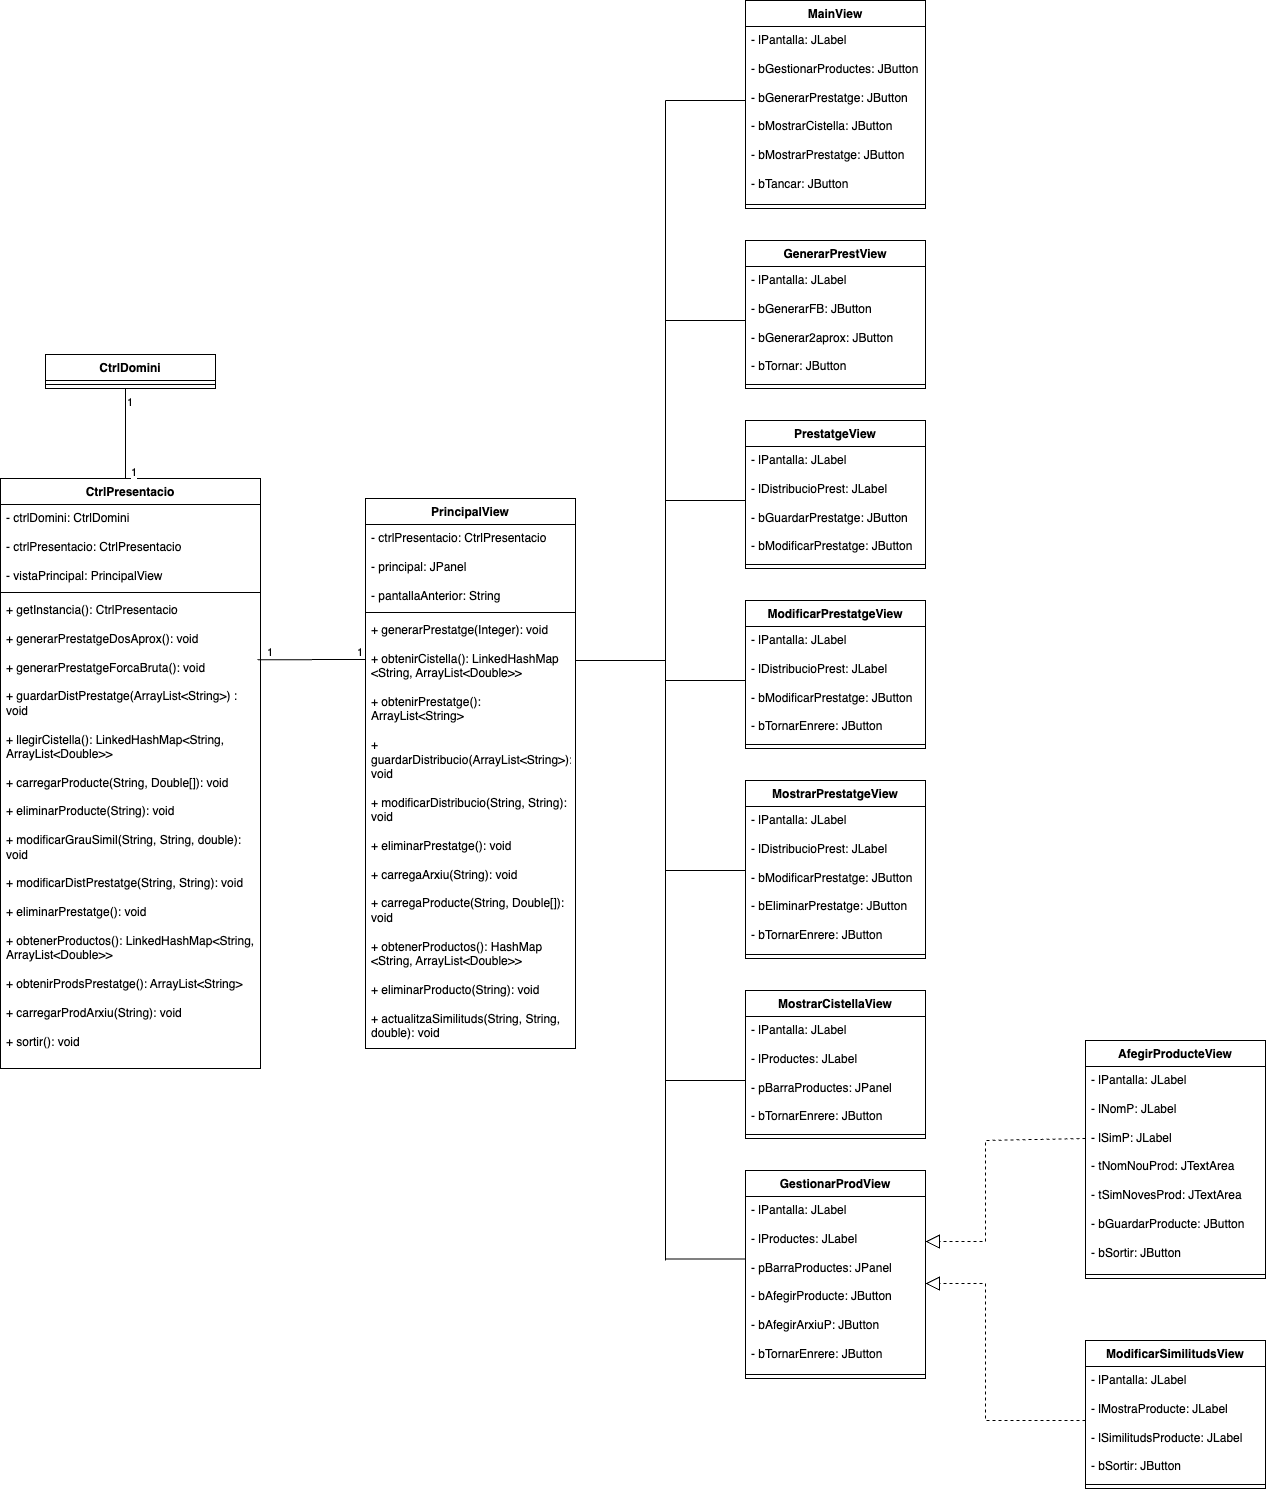 MainView
- lPantalla: JLabel
- bGestionarProductes: JButton
- bGenerarPrestatge: JButton
- bMostrarCistella: JButton
- bMostrarPrestatge: JButton
- bTancar: JButton
GenerarPrestView
- lPantalla: JLabel
- bGenerarFB: JButton
- bGenerar2aprox: JButton
- bTornar: JButton
CtrlDomini
1
1
CtrlPresentacio
- ctrlDomini: CtrlDomini
- ctrlPresentacio: CtrlPresentacio
- vistaPrincipal: PrincipalView
+ getInstancia(): CtrlPresentacio
+ generarPrestatgeDosAprox(): void
+ generarPrestatgeForcaBruta(): void
+ guardarDistPrestatge(ArrayList<String>) :
void
+ llegirCistella(): LinkedHashMap<String,
ArrayList<Double>>
+ carregarProducte(String, Double[]): void
+ eliminarProducte(String): void
+ modificarGrauSimil(String, String, double):
void
+ modificarDistPrestatge(String, String): void
+ eliminarPrestatge(): void
+ obtenerProductos(): LinkedHashMap<String,
ArrayList<Double>>
+ obtenirProdsPrestatge(): ArrayList<String>
+ carregarProdArxiu(String): void
+ sortir(): void
1
1
PrincipalView
- ctrlPresentacio: CtrlPresentacio
- principal: JPanel
- pantallaAnterior: String
+ generarPrestatge(Integer): void
+ obtenirCistella(): LinkedHashMap
<String, ArrayList<Double>>
+ obtenirPrestatge():
ArrayList<String>
+
guardarDistribucio(ArrayList<String>):
void
+ modificarDistribucio(String, String):
void
+ eliminarPrestatge(): void
+ carregaArxiu(String): void
+ carregaProducte(String, Double[]):
void
+ obtenerProductos(): HashMap
<String, ArrayList<Double>>
+ eliminarProducto(String): void
+ actualitzaSimilituds(String, String,
double): void
PrestatgeView
- lPantalla: JLabel
- lDistribucioPrest: JLabel
- bGuardarPrestatge: JButton
- bModificarPrestatge: JButton
ModificarPrestatgeView
- lPantalla: JLabel
- lDistribucioPrest: JLabel
- bModificarPrestatge: JButton
- bTornarEnrere: JButton
MostrarPrestatgeView
- lPantalla: JLabel
- lDistribucioPrest: JLabel
- bModificarPrestatge: JButton
- bEliminarPrestatge: JButton
- bTornarEnrere: JButton
MostrarCistellaView
- lPantalla: JLabel
- lProductes: JLabel
- pBarraProductes: JPanel
- bTornarEnrere: JButton
GestionarProdView
- lPantalla: JLabel
- lProductes: JLabel
- pBarraProductes: JPanel
- bAfegirProducte: JButton
- bAfegirArxiuP: JButton
- bTornarEnrere: JButton
AfegirProducteView
- lPantalla: JLabel
- lNomP: JLabel
- lSimP: JLabel
- tNomNouProd: JTextArea
- tSimNovesProd: JTextArea
- bGuardarProducte: JButton
- bSortir: JButton
ModificarSimilitudsView
- lPantalla: JLabel
- lMostraProducte: JLabel
- lSimilitudsProducte: JLabel
- bSortir: JButton